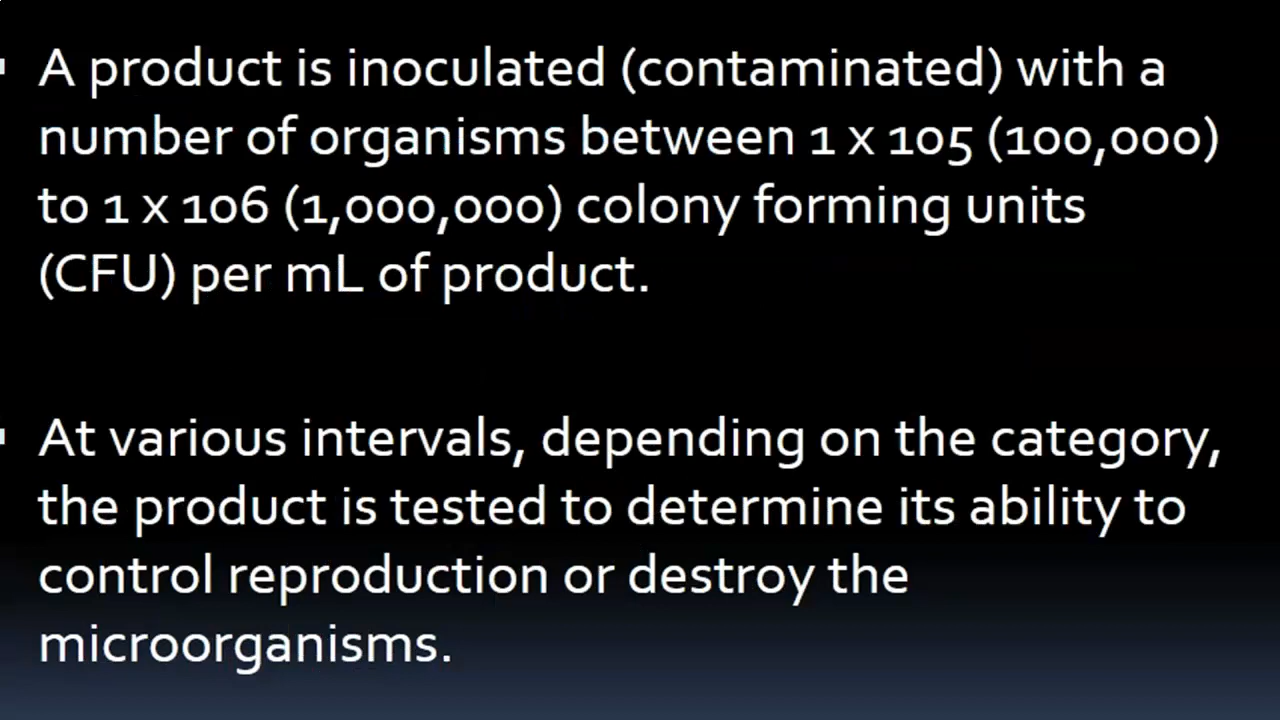 A product is inoculated (contaminated) with a
number of organisms between 1 x 105 (100,000)
to 1 x 106 (1,000,000) colony forming units
(CFU) per mL of product.
At various intervals, depending on the category,
the product is tested to determine its ability to
control reproduction or destroy the
microorganisms.